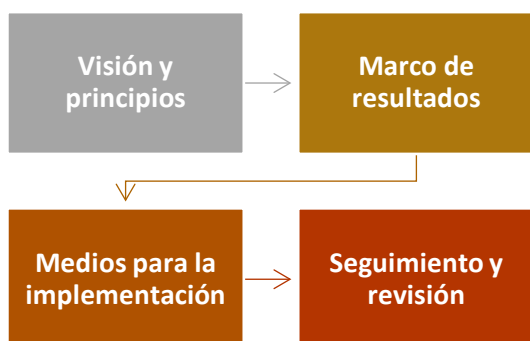 Visión y
principios
Marco de
resultados
Medios para la
implementación
Seguimiento y
revisión